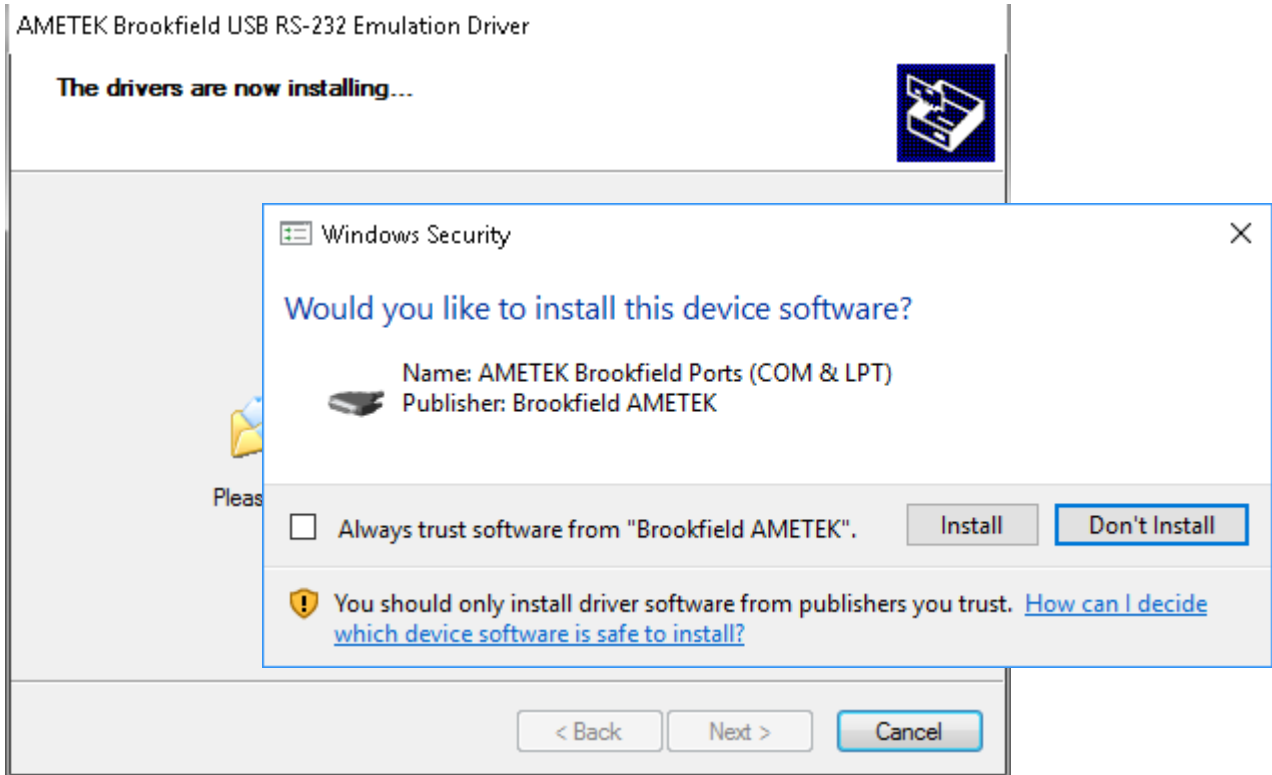 AMETEK Brookfield USB RS-232 Emulation Driver
The drivers are now installing...
Windows Security
Would you like to install this device software?
Name: AMETEK Brookfield Ports (COM & LPT)
Publisher: Brookfield AMETEK
Pleas
Always trust software from "Brookfield AMETEK".
Install
Don't Install
You should only install driver software from publishers you trust. How can I decide
which device software is safe to install?
< Back
Next >
Cancel